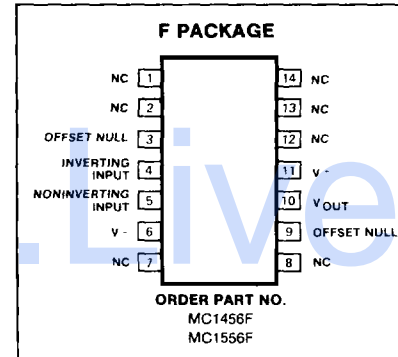 F PACKAGE
NC 1
14 NC
NC 2
13 NC
OFFSET NULL 3
12 NC
INVERTING
INPUT 4
11 V -
NONINVERTING
INPUT 5
10 VOUT
V - 6
9 OFFSET NULL
NC 7
8 NC
ORDER PART NO.
MC1456F
MC1556F
.Live